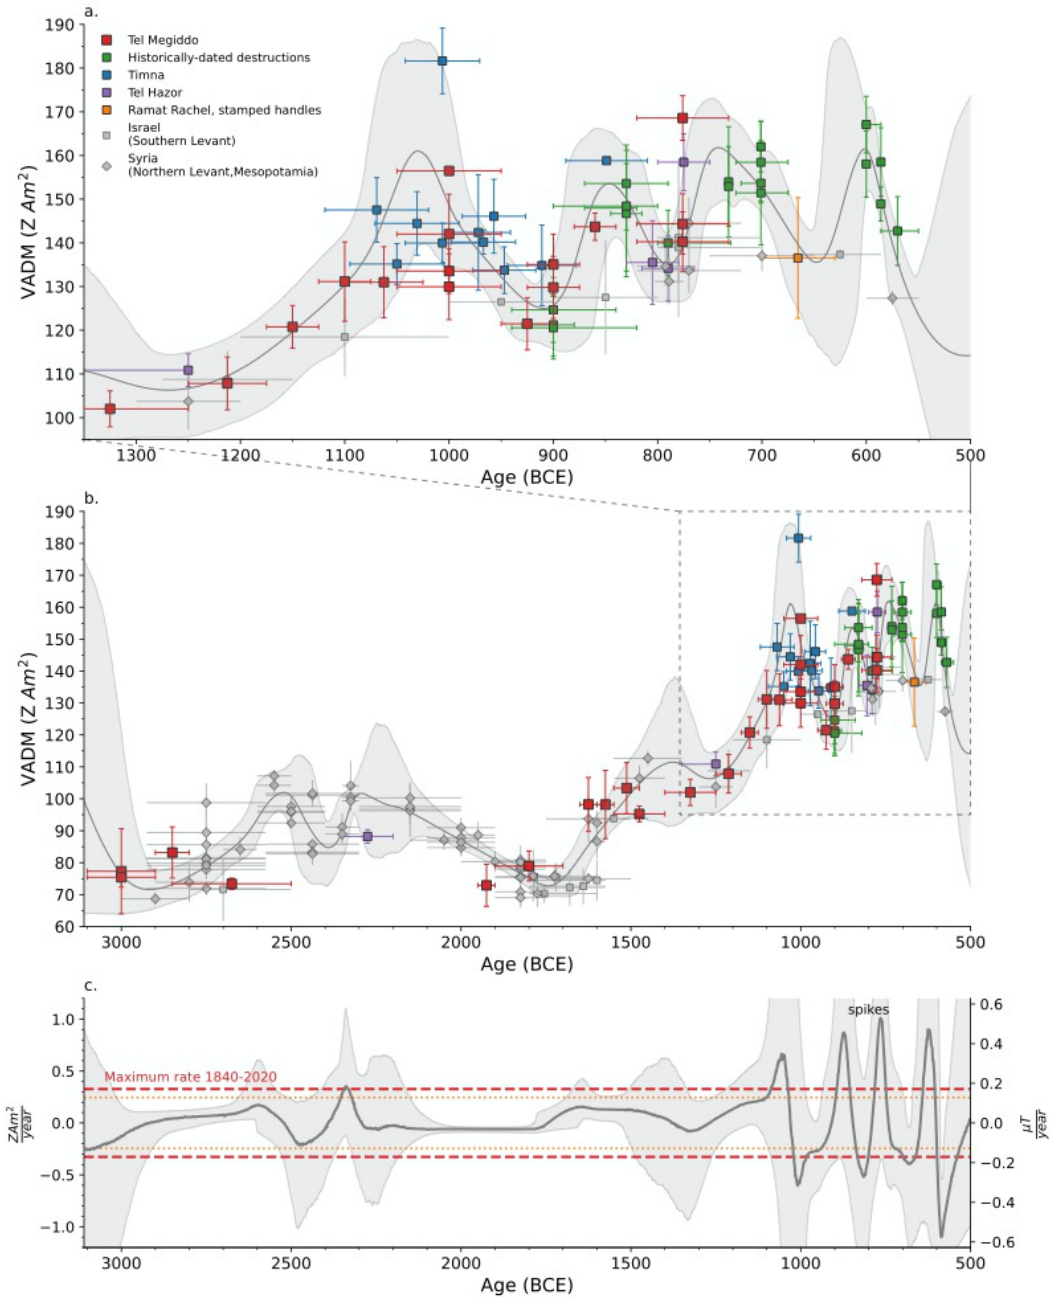 a.
190
180
170
160
150
140
130
120
110
100
VADM (Z Am²)
Tel Megiddo
Historically-dated destructions
Timna
Tel Hazor
Ramat Rachel, stamped handles
Israel
(Southern Levant)
Syria
(Northern Levant,Mesopotamia)
1300 1200 1100 1000 900 800 700 600 500
Age (BCE)
b.
190
180
170
160
150
140
130
120
110
100
90
80
70
60
VADM (Z Am²)
3000 2500 2000 1500 1000 500
Age (BCE)
c.
1.0
0.5
0.0
−0.5
−1.0
ZAm²
year
Maximum rate 1840-2020
spikes
0.6
0.4
0.2
0.0
−0.2
−0.4
−0.6
μT
year
3000 2500 2000 1500 1000 500
Age (BCE)